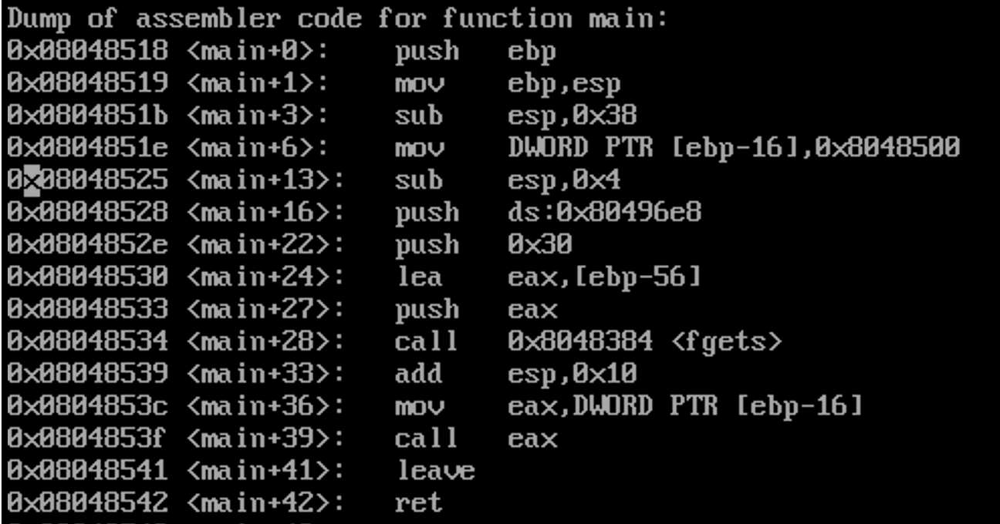 Dump of assembler code for function main:
0x08048518 <main+0>: push ebp
0x08048519 <main+1>: mov ebp,esp
0x0804851b <main+3>: sub esp,0x38
0x0804851e <main+6>: mov DWORD PTR [ebp-16],0x8048500
0x08048525 <main+13>: sub esp,0x4
0x08048528 <main+16>: push ds:0x80496e8
0x0804852e <main+22>: push 0x30
0x08048530 <main+24>: lea eax,[ebp-56]
0x08048533 <main+27>: push eax
0x08048534 <main+28>: call 0x8048384 <fgets>
0x08048539 <main+33>: add esp,0x10
0x0804853c <main+36>: mov eax,DWORD PTR [ebp-16]
0x0804853f <main+39>: call eax
0x08048541 <main+41>: leave
0x08048542 <main+42>: ret